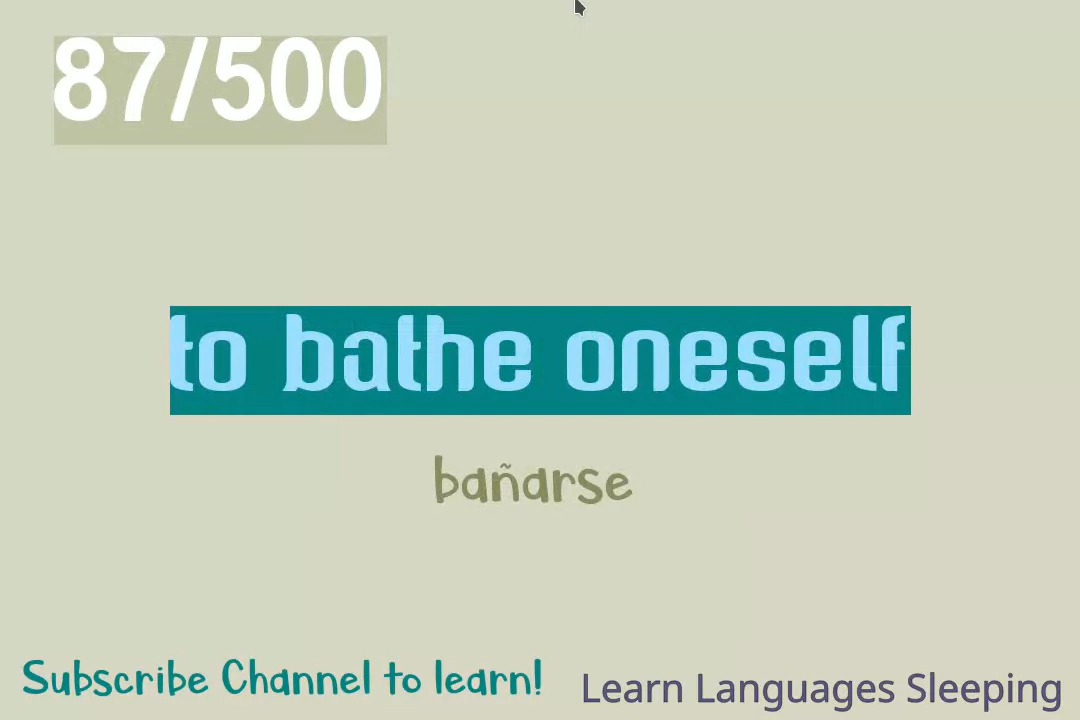 87/500
to bathe oneself
bañarse
Subscribe Channel to learn!
Learn Languages Sleeping